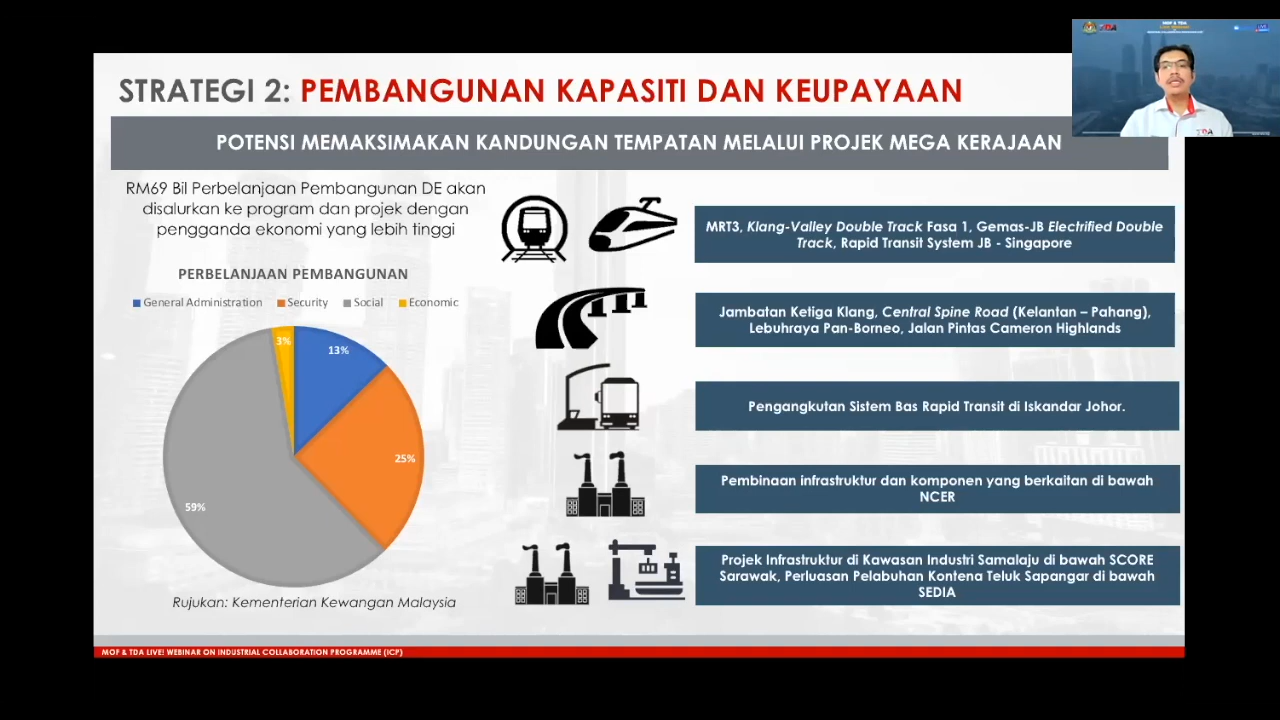 STRATEGI 2: PEMBANGUNAN KAPASITI DAN KEUPAYAAN
POTENSI MEMAKSIMAKAN KANDUNGAN TEMPATAN MELALUI PROJEK MEGA KERAJAAN
RM69 Bil Perbelanjaan Pembangunan DE akan
disalurkan ke program dan projek dengan
pengganda ekonomi yang lebih tinggi
PERBELANJAAN PEMBANGUNAN
General Administration Security Social Economic
3%
13%
25%
59%
Rujukan: Kementerian Kewangan Malaysia
MRT3, Klang-Valley Double Track Fasa 1, Gemas-JB Electrified Double
Track, Rapid Transit System JB - Singapore
Jambatan Ketiga Klang, Central Spine Road (Kelantan – Pahang),
Lebuhraya Pan-Borneo, Jalan Pintas Cameron Highlands
Pengangkutan Sistem Bas Rapid Transit di Iskandar Johor.
Pembinaan infrastruktur dan komponen yang berkaitan di bawah
NCER
Projek Infrastruktur di Kawasan Industri Samalaju di bawah SCORE
Sarawak, Perluasan Pelabuhan Kontena Teluk Sapangar di bawah
SEDIA
MOF & TDA LIVE! WEBINAR ON INDUSTRIAL COLLABORATION PROGRAMME (ICP)
MOF & TDA
TDA